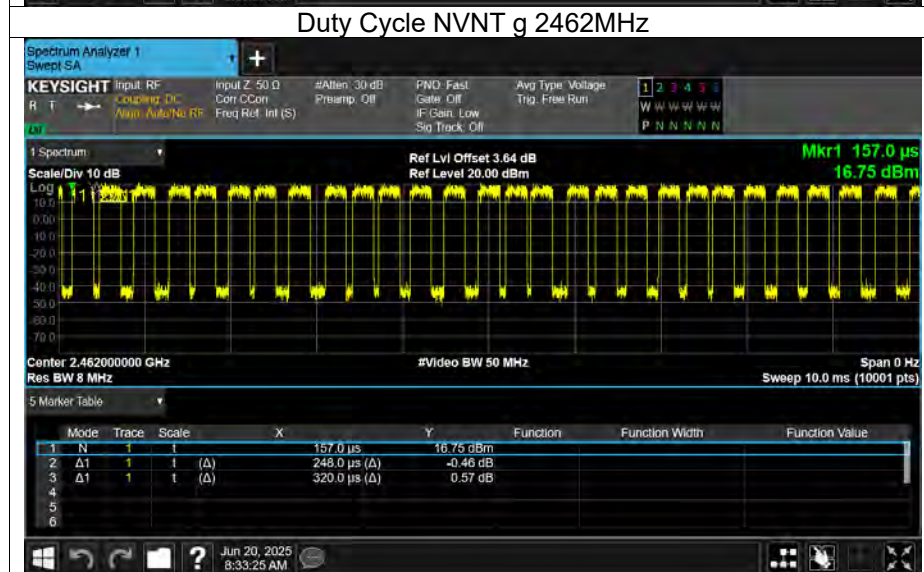 Duty Cycle NVNT g 2462MHz
Spectrum Analyzer 1
Swept SA
+
KEYSIGHT Input: RF Input Z: 50 Ω #Atten: 30 dB PNO: Fast Avg Type: Voltage 1 2 3 4 5 6
R T Coupling: DC Corr CCorr Preamp: Off Gate: Off Trig: Free Run W W W W W W
Align: Auto/No RF Freq Ref: Int (S) IF Gain: Low
Sig Track: Off P N N N N N
1 Spectrum Ref Lvl Offset 3.64 dB Mkr1 157.0 µs
Scale/Div 10 dB Ref Level 20.00 dBm 16.75 dBm
Log
10.0
0.00
-10.0
-20.0
-30.0
-40.0
-50.0
-60.0
-70.0
Center 2.462000000 GHz #Video BW 50 MHz Span 0 Hz
Res BW 8 MHz Sweep 10.0 ms (10001 pts)
5 Marker Table
Mode Trace Scale X Y Function Function Width Function Value
1 N 1 t 157.0 µs 16.75 dBm
2 Δ1 1 t (Δ) 248.0 µs (Δ) -0.46 dB
3 Δ1 1 t (Δ) 320.0 µs (Δ) 0.57 dB
4
5
6
? Jun 20, 2025
8:33:25 AM